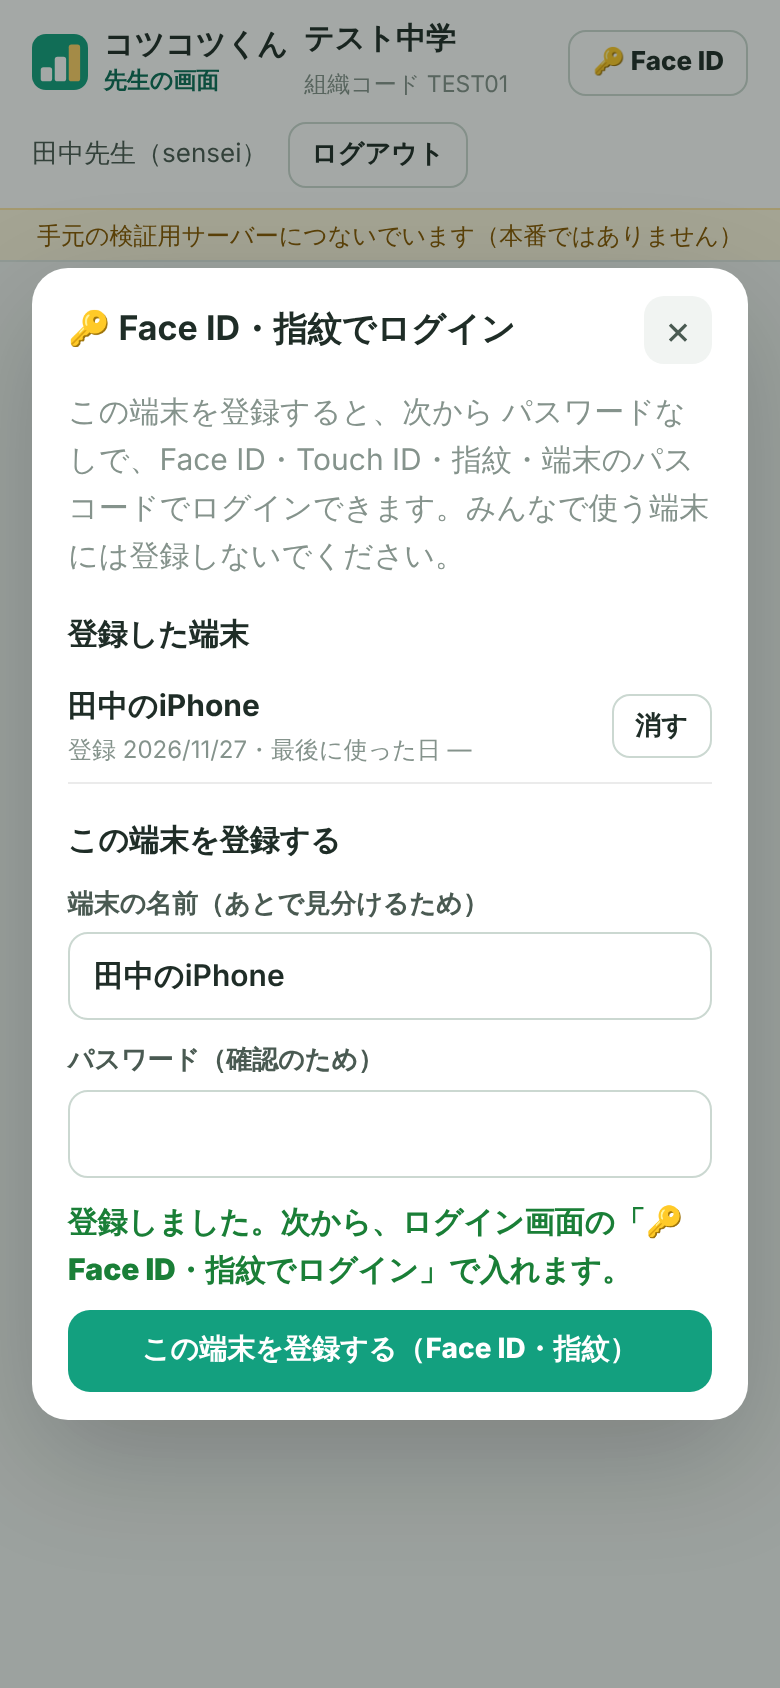 コツコツくん
先生の画面
テスト中学
組織コード TEST01
🔑 Face ID
田中先生（sensei）
ログアウト
手元の検証用サーバーにつないでいます（本番ではありません）
🔑 Face ID・指紋でログイン
✕
この端末を登録すると、次から パスワードな
しで、Face ID・Touch ID・指紋・端末のパス
コードでログインできます。みんなで使う端末
には登録しないでください。
登録した端末
田中のiPhone
登録 2026/11/27・最後に使った日 —
消す
この端末を登録する
端末の名前（あとで見分けるため）
田中のiPhone
パスワード（確認のため）
登録しました。次から、ログイン画面の「🔑
Face ID・指紋でログイン」で入れます。
この端末を登録する（Face ID・指紋）